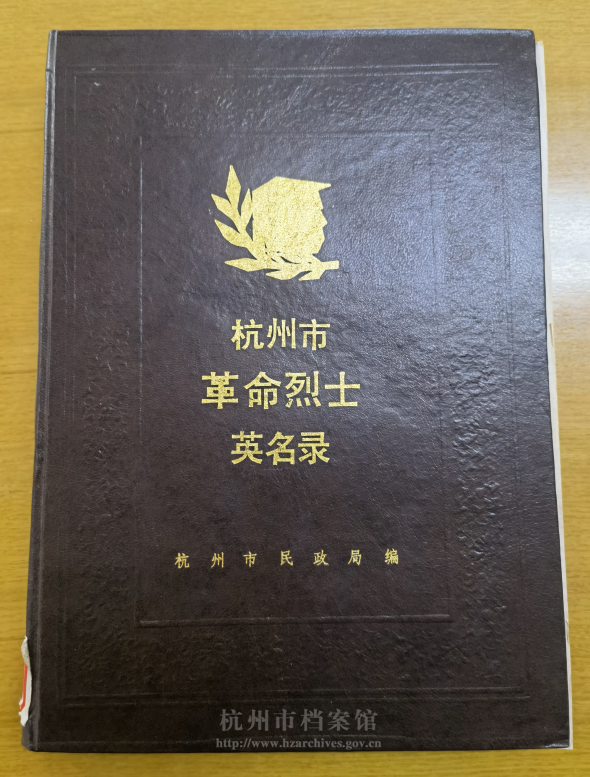 杭州市
革命烈士
英名录
杭州市民政局编
杭州市档案馆
http://www.hzarchives.gov.cn